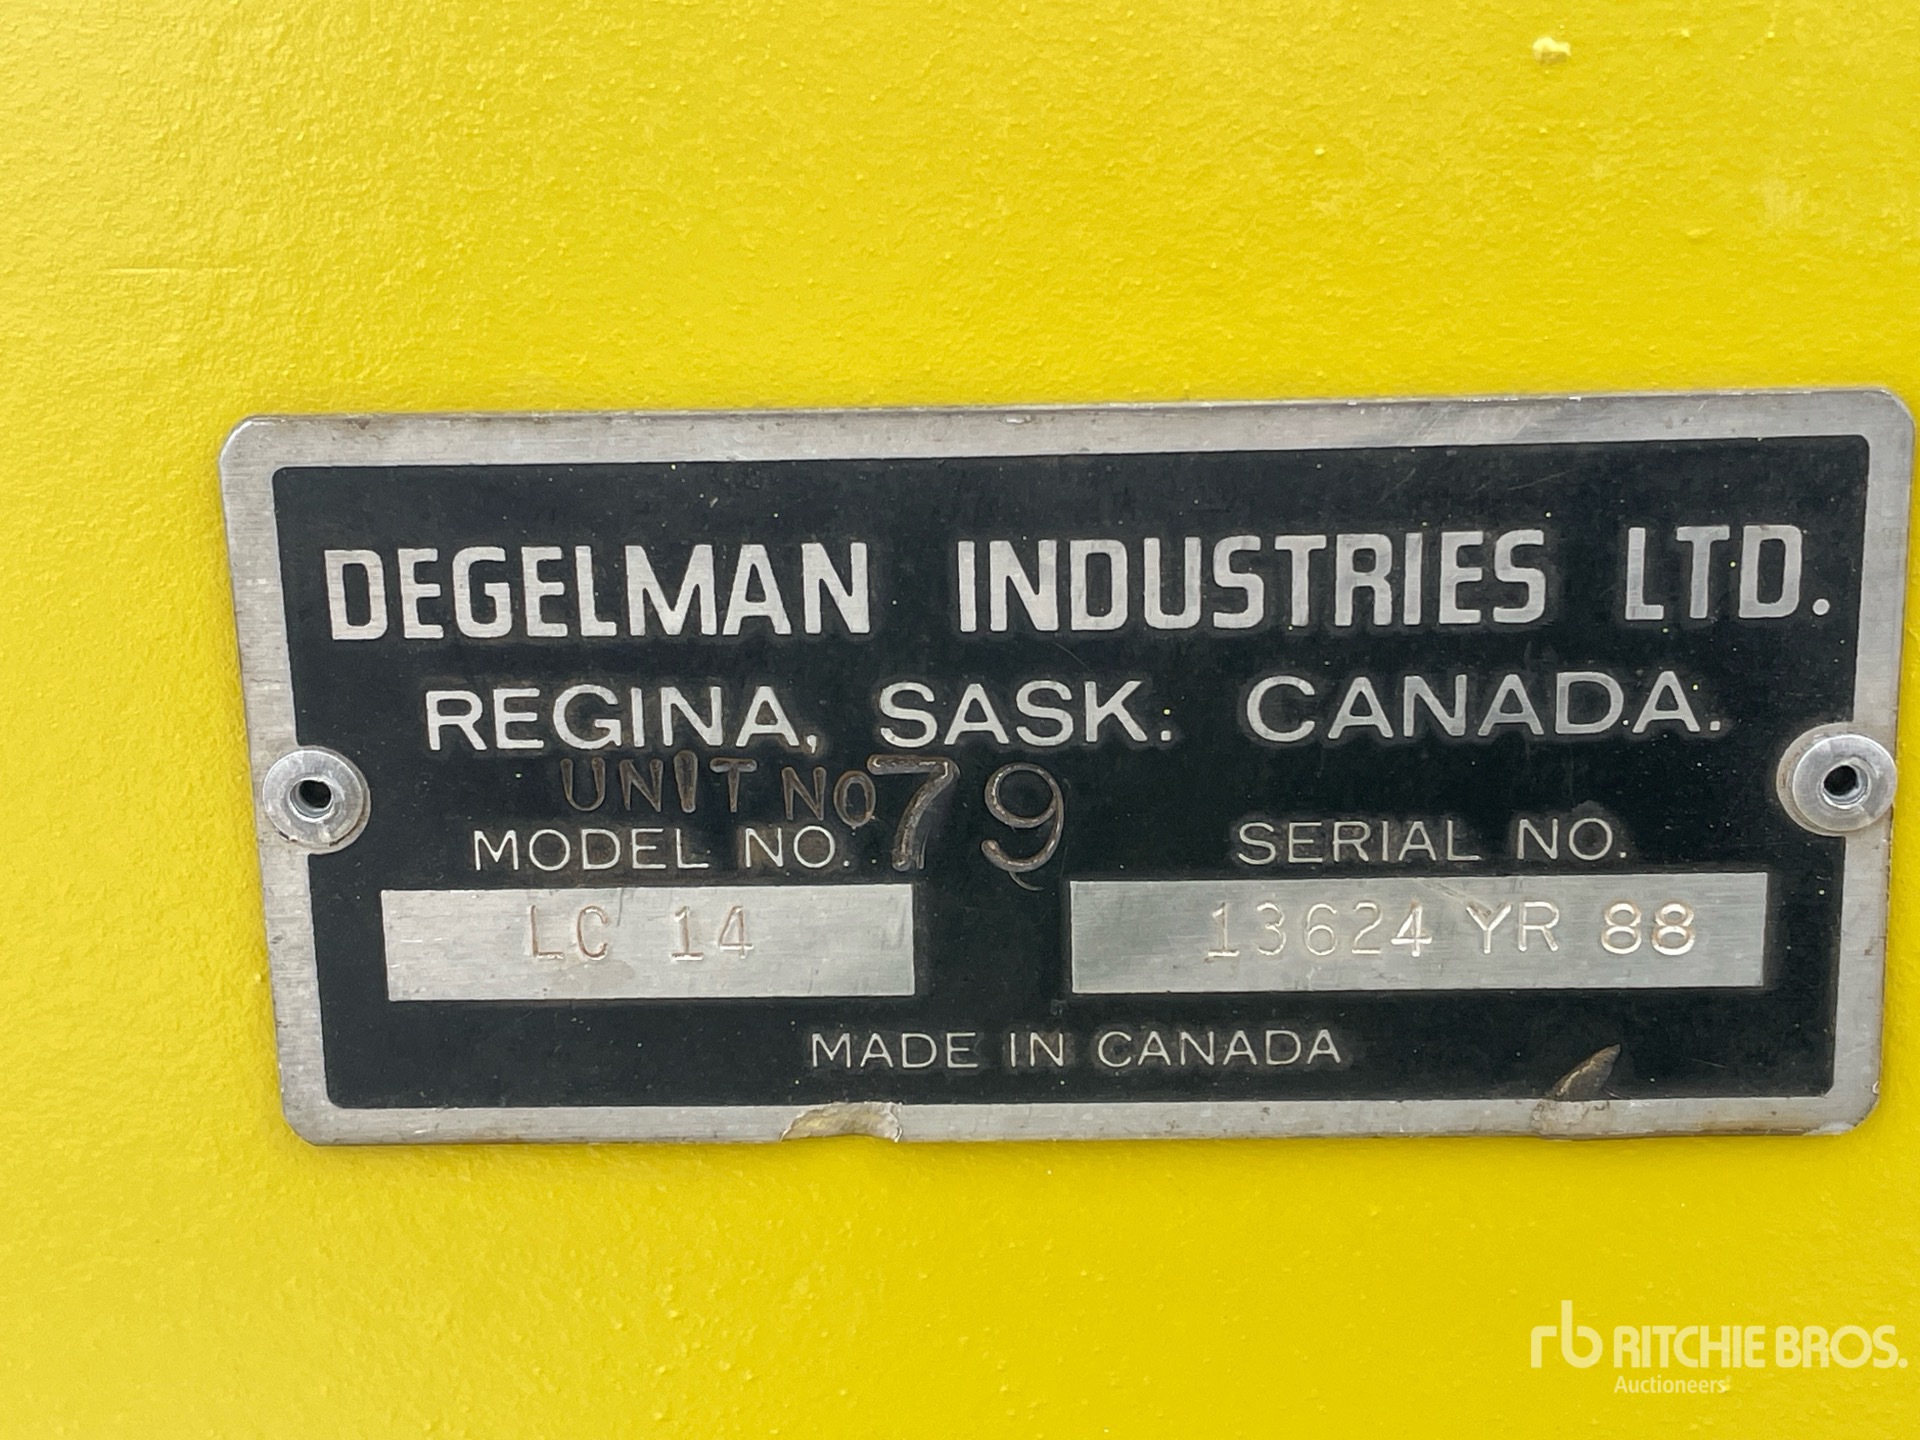 DEGELMAN INDUSTRIES LTD.
REGINA, SASK. CANADA.
UNIT NO 79
MODEL NO. SERIAL NO.
LC 14 13624 YR 88
MADE IN CANADA
rb RITCHIE BROS.
Auctioneers